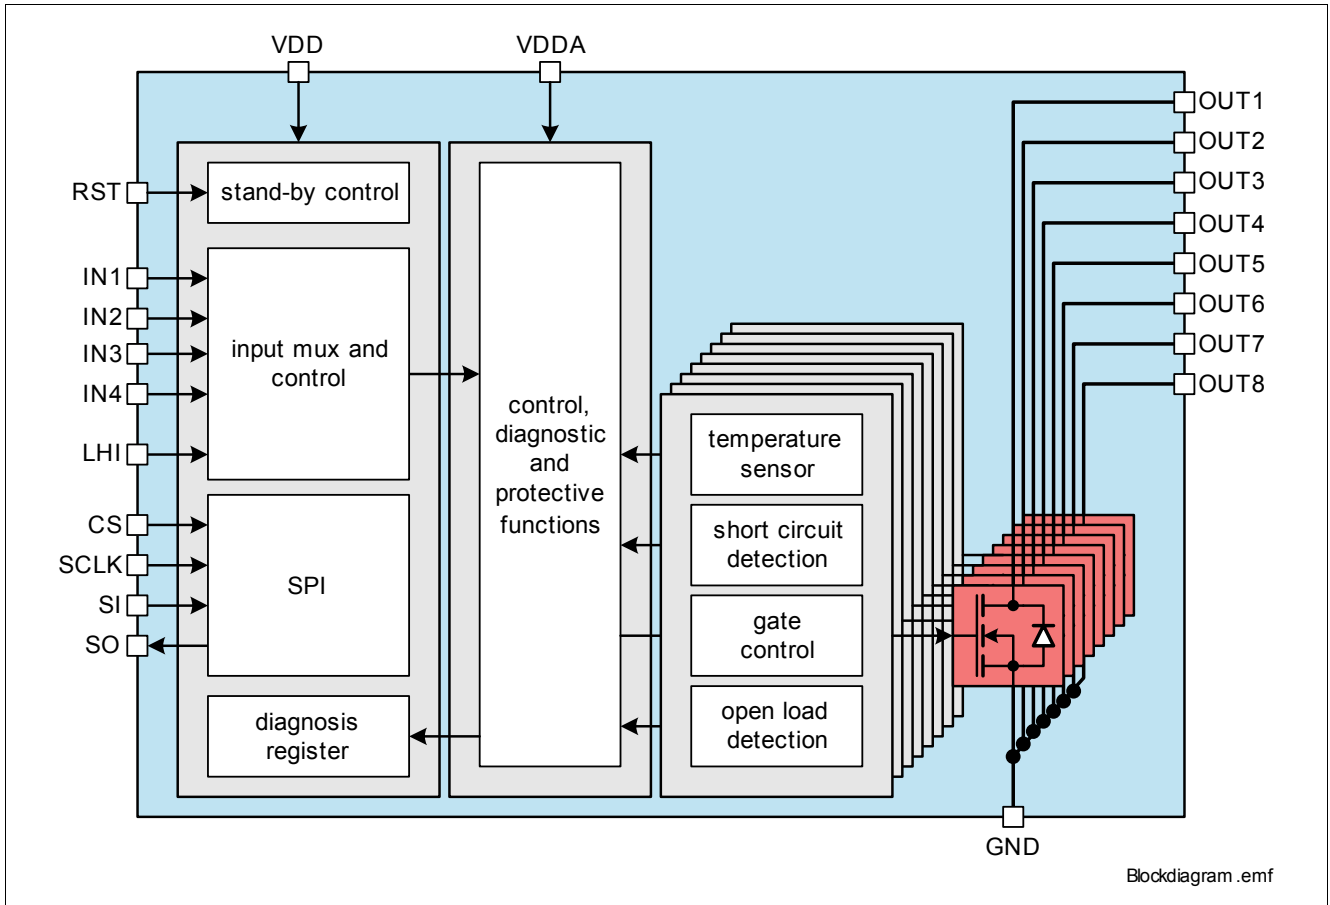 VDD
VDDA
OUT1
OUT2
OUT3
OUT4
OUT5
OUT6
OUT7
OUT8
RST
IN1
IN2
IN3
IN4
LHI
CS
SCLK
SI
SO
stand-by control
input mux and
control
SPI
diagnosis
register
control,
diagnostic
and
protective
functions
temperature
sensor
short circuit
detection
gate
control
open load
detection
GND
Blockdiagram.emf